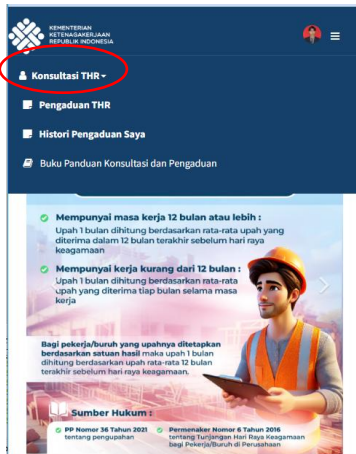 KEMENTERIAN
KETENAGAKERJAAN
REPUBLIK INDONESIA
Konsultasi THR
Pengaduan THR
Histori Pengaduan Saya
Buku Panduan Konsultasi dan Pengaduan
Mempunyai masa kerja 12 bulan atau lebih :
Upah 1 bulan dihitung berdasarkan rata-rata upah yang
diterima dalam 12 bulan terakhir sebelum hari raya
keagamaan
Mempunyai kerja kurang dari 12 bulan :
Upah 1 bulan dihitung berdasarkan rata-rata
upah yang diterima tiap bulan selama masa
kerja
Bagi pekerja/buruh yang upahnya ditetapkan
berdasarkan satuan hasil maka upah 1 bulan
dihitung berdasarkan upah rata-rata 12 bulan
terakhir sebelum hari raya keagamaan.
Sumber Hukum :
PP Nomor 36 Tahun 2021
tentang pengupahan
Permenaker Nomor 6 Tahun 2016
tentang Tunjangan Hari Raya Keagamaan
bagi Pekerja/Buruh di Perusahaan